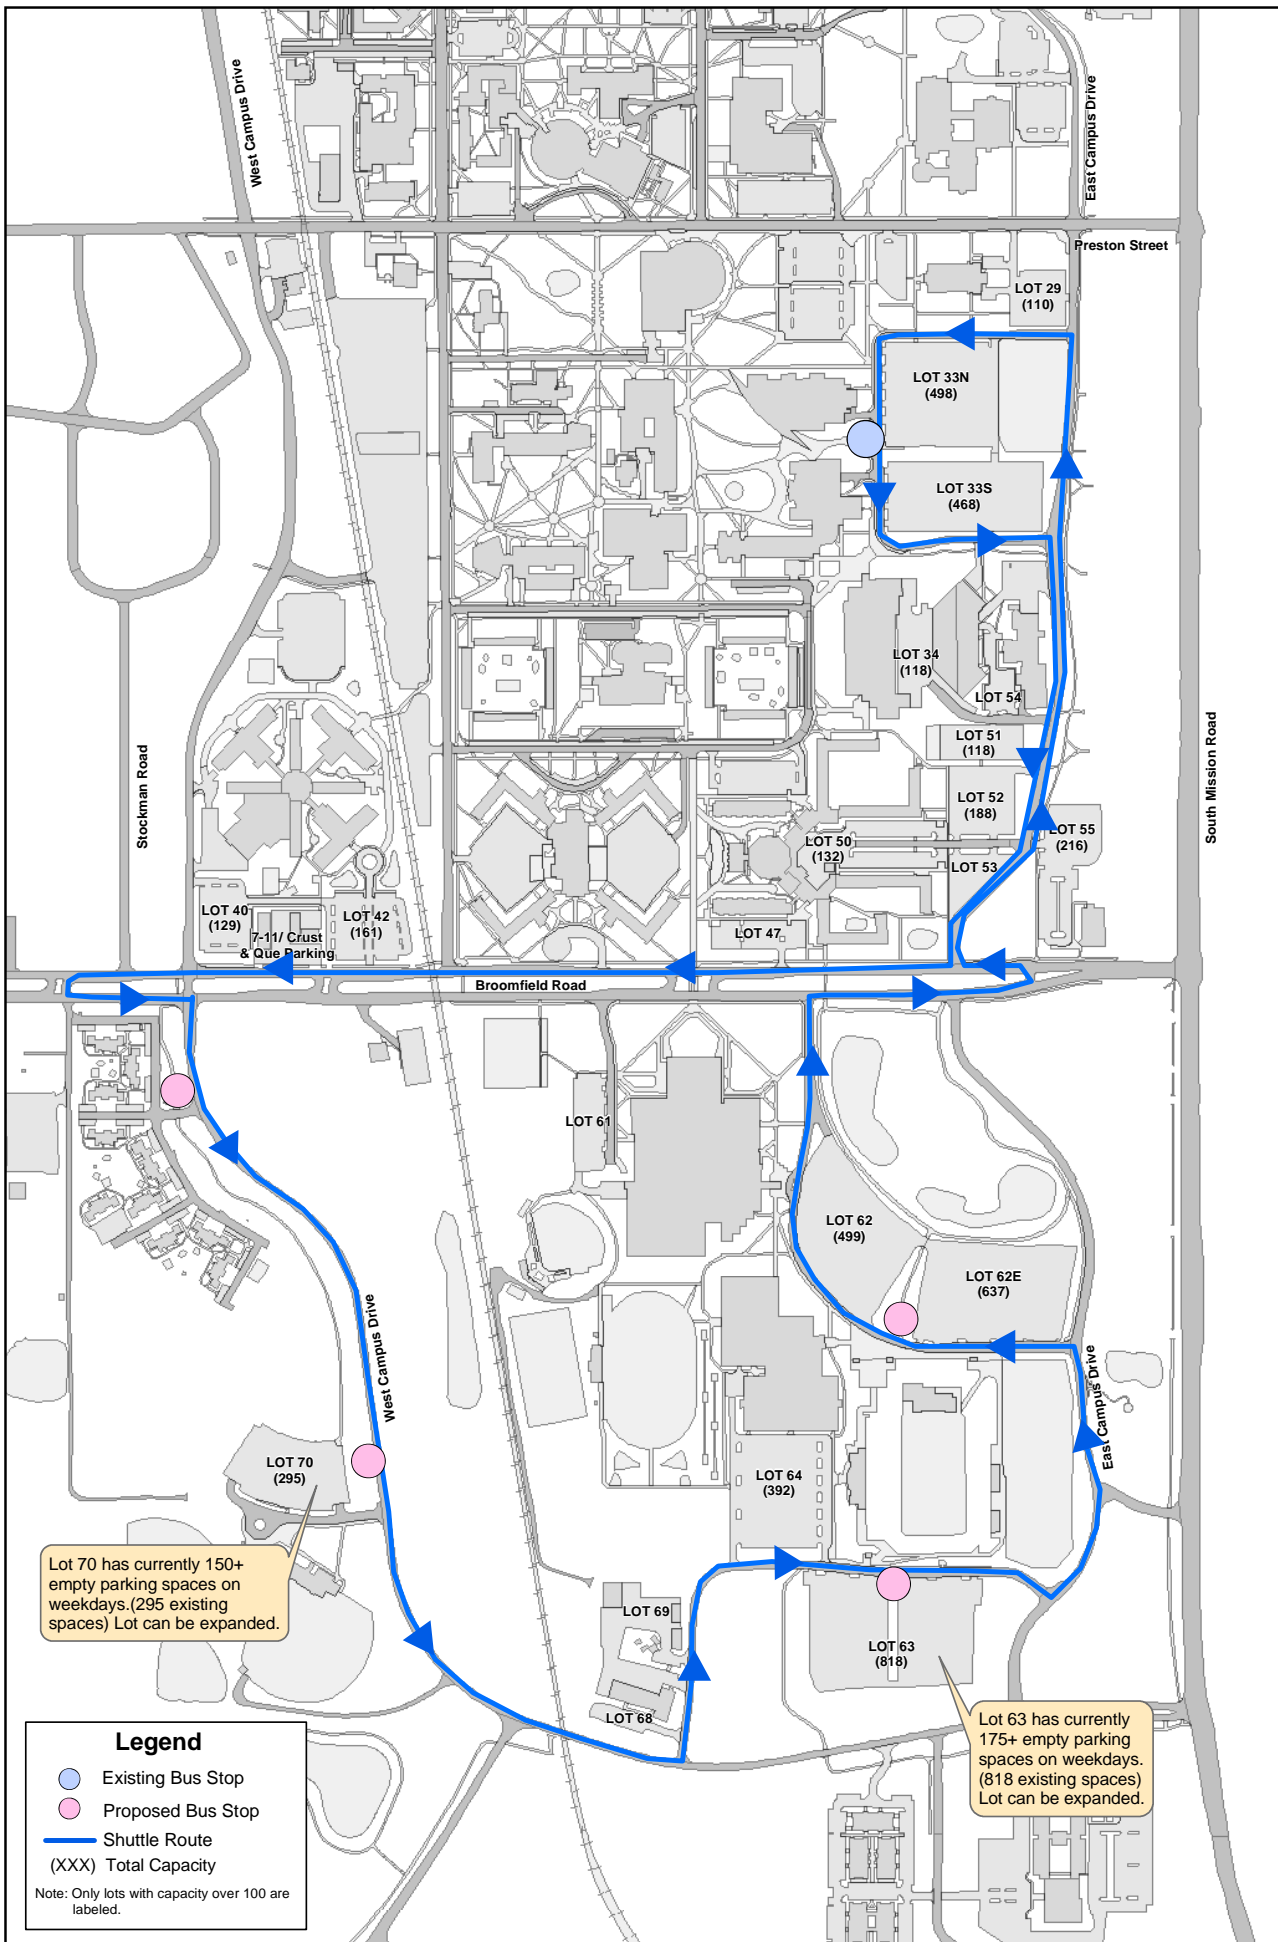 West Campus Drive
East Campus Drive
Preston Street
LOT 29
(110)
LOT 33N
(498)
LOT 33S
(468)
LOT 34
(118)
LOT 54
LOT 51
(118)
LOT 52
(188)
LOT 55
(216)
LOT 50
(132)
LOT 53
South Mission Road
Stockman Road
LOT 40
(129)
7-11/ Crust
& Que Parking
LOT 42
(161)
LOT 47
Broomfield Road
LOT 61
LOT 62
(499)
LOT 62E
(637)
West Campus Drive
East Campus Drive
LOT 70
(295)
LOT 64
(392)
Lot 70 has currently 150+
empty parking spaces on
weekdays.(295 existing
spaces) Lot can be expanded.
LOT 69
LOT 63
(818)
LOT 68
Lot 63 has currently
175+ empty parking
spaces on weekdays.
(818 existing spaces)
Lot can be expanded.
Legend
Existing Bus Stop
Proposed Bus Stop
Shuttle Route
(XXX) Total Capacity
Note: Only lots with capacity over 100 are
labeled.